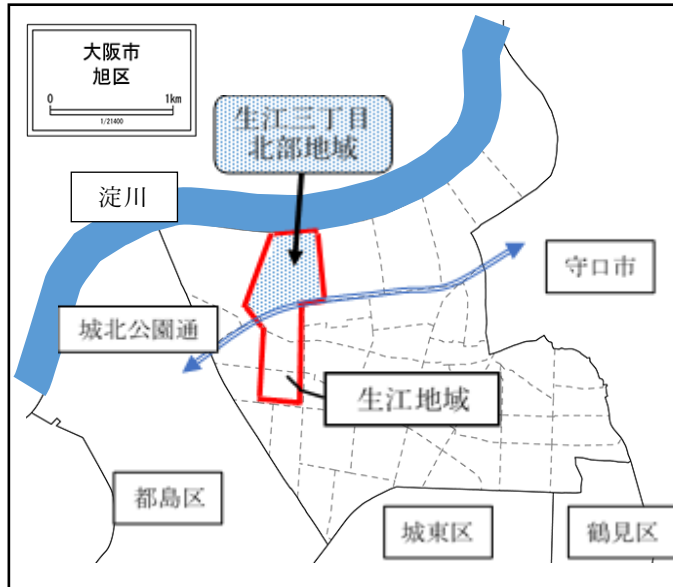 大阪市
旭区
0 1km
1/21400
生江三丁目
北部地域
淀川
守口市
城北公園通
生江地域
都島区
城東区
鶴見区